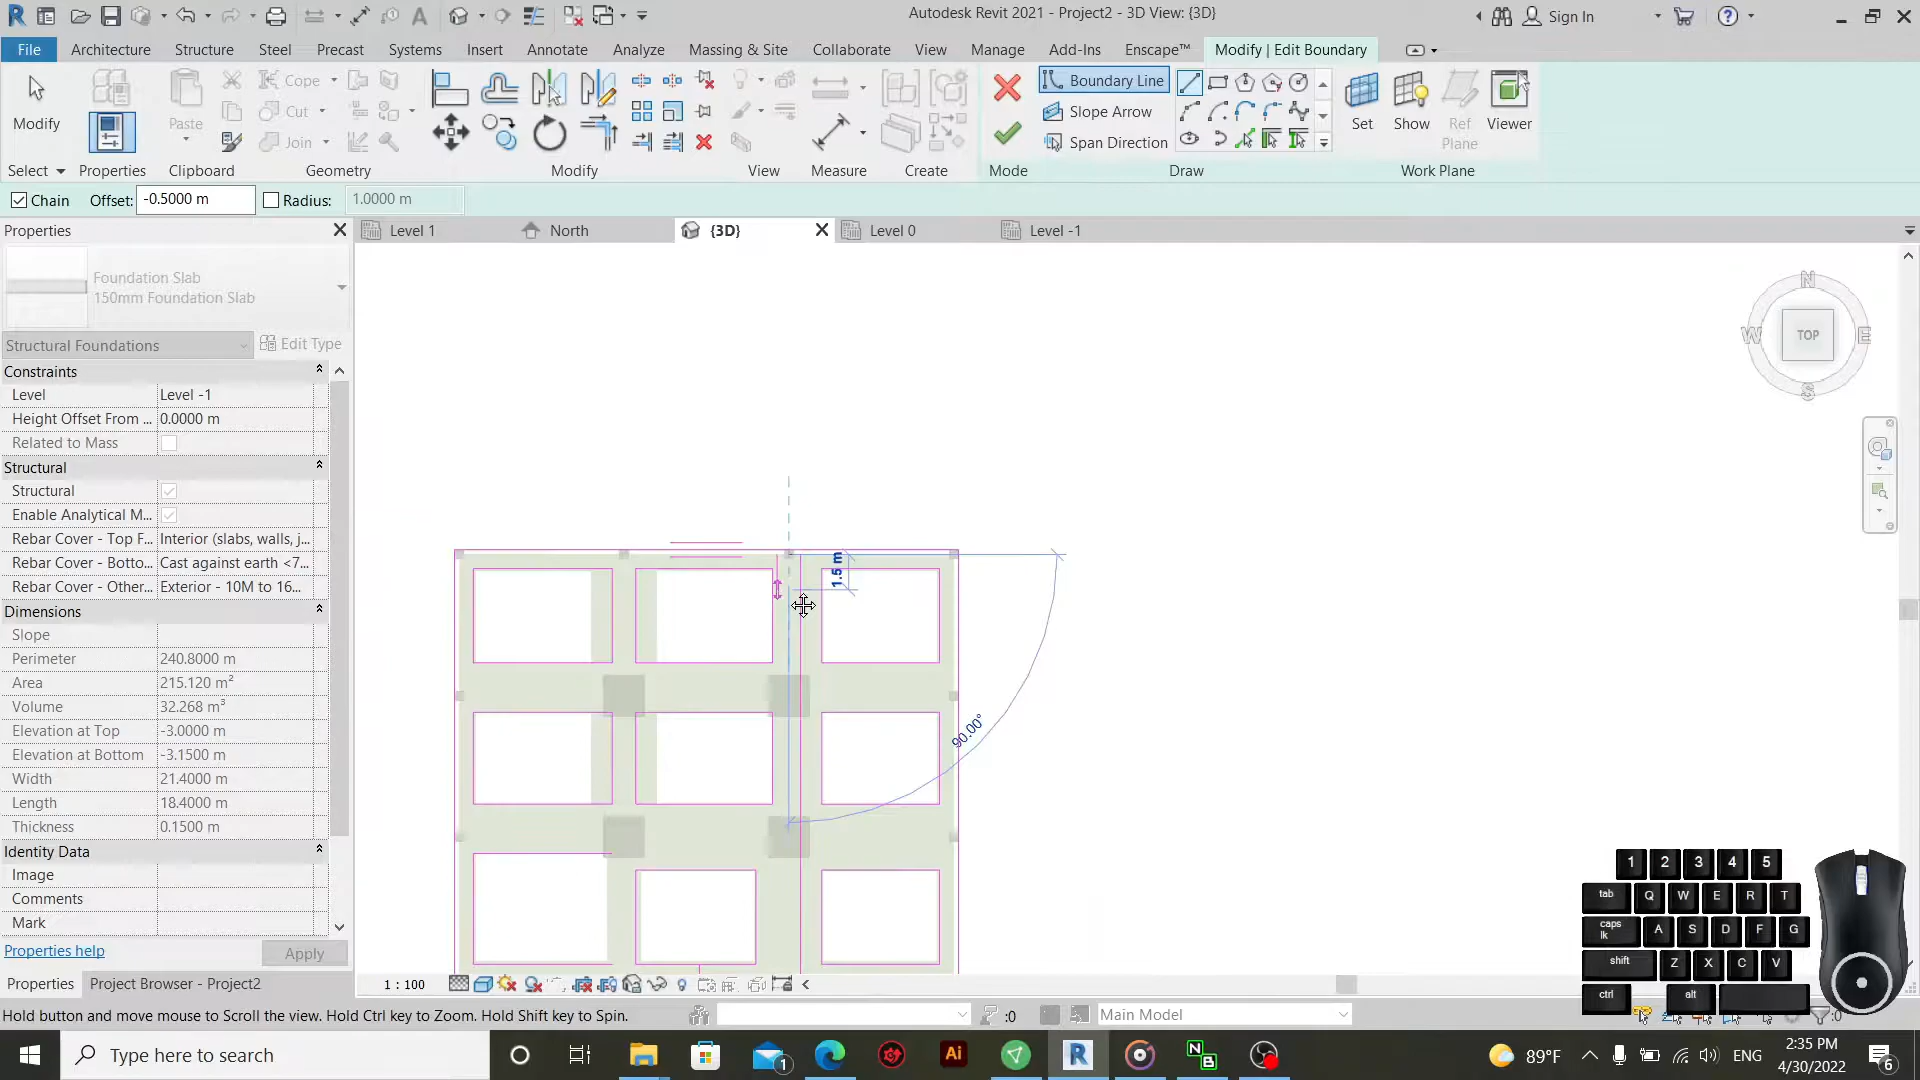 Autodesk Revit 2021 - Project2 - 3D View: {3D}
Sign In
File
Architecture
Structure
Steel
Precast
Systems
Insert
Annotate
Analyze
Massing & Site
Collaborate
View
Manage
Add-Ins
Enscape™
Modify | Edit Boundary
Modify
Paste
Cope
Cut
Join
Boundary Line
Slope Arrow
Span Direction
Set
Show
Ref
Plane
Viewer
Select
Properties
Clipboard
Geometry
Modify
View
Measure
Create
Mode
Draw
Work Plane
Chain
Offset:
-0.5000 m
Radius:
1.0000 m
Properties
Level 1
North
{3D}
Level 0
Level -1
Foundation Slab
150mm Foundation Slab
Structural Foundations
Edit Type
Constraints
Level
Level -1
Height Offset From ...
0.0000 m
Related to Mass
Structural
Structural
Enable Analytical M...
Rebar Cover - Top F...
Interior (slabs, walls, j...
Rebar Cover - Botto...
Cast against earth <7...
Rebar Cover - Other...
Exterior - 10M to 16...
Dimensions
Slope
Perimeter
240.8000 m
Area
215.120 m²
Volume
32.268 m³
Elevation at Top
-3.0000 m
Elevation at Bottom
-3.1500 m
Width
21.4000 m
Length
18.4000 m
Thickness
0.1500 m
Identity Data
Image
Comments
Mark
Properties help
Apply
Properties
Project Browser - Project2
N
W
TOP
E
S
1.5 m
90.00°
1 : 100
1 2 3 4 5
tab Q W E R T
caps lk A S D F G
shift Z X C V
ctrl alt
Hold button and move mouse to Scroll the view. Hold Ctrl key to Zoom. Hold Shift key to Spin.
:0
Main Model
:0
Type here to search
1
Ai
R
N
B
89°F
ENG
2:35 PM
4/30/2022
6